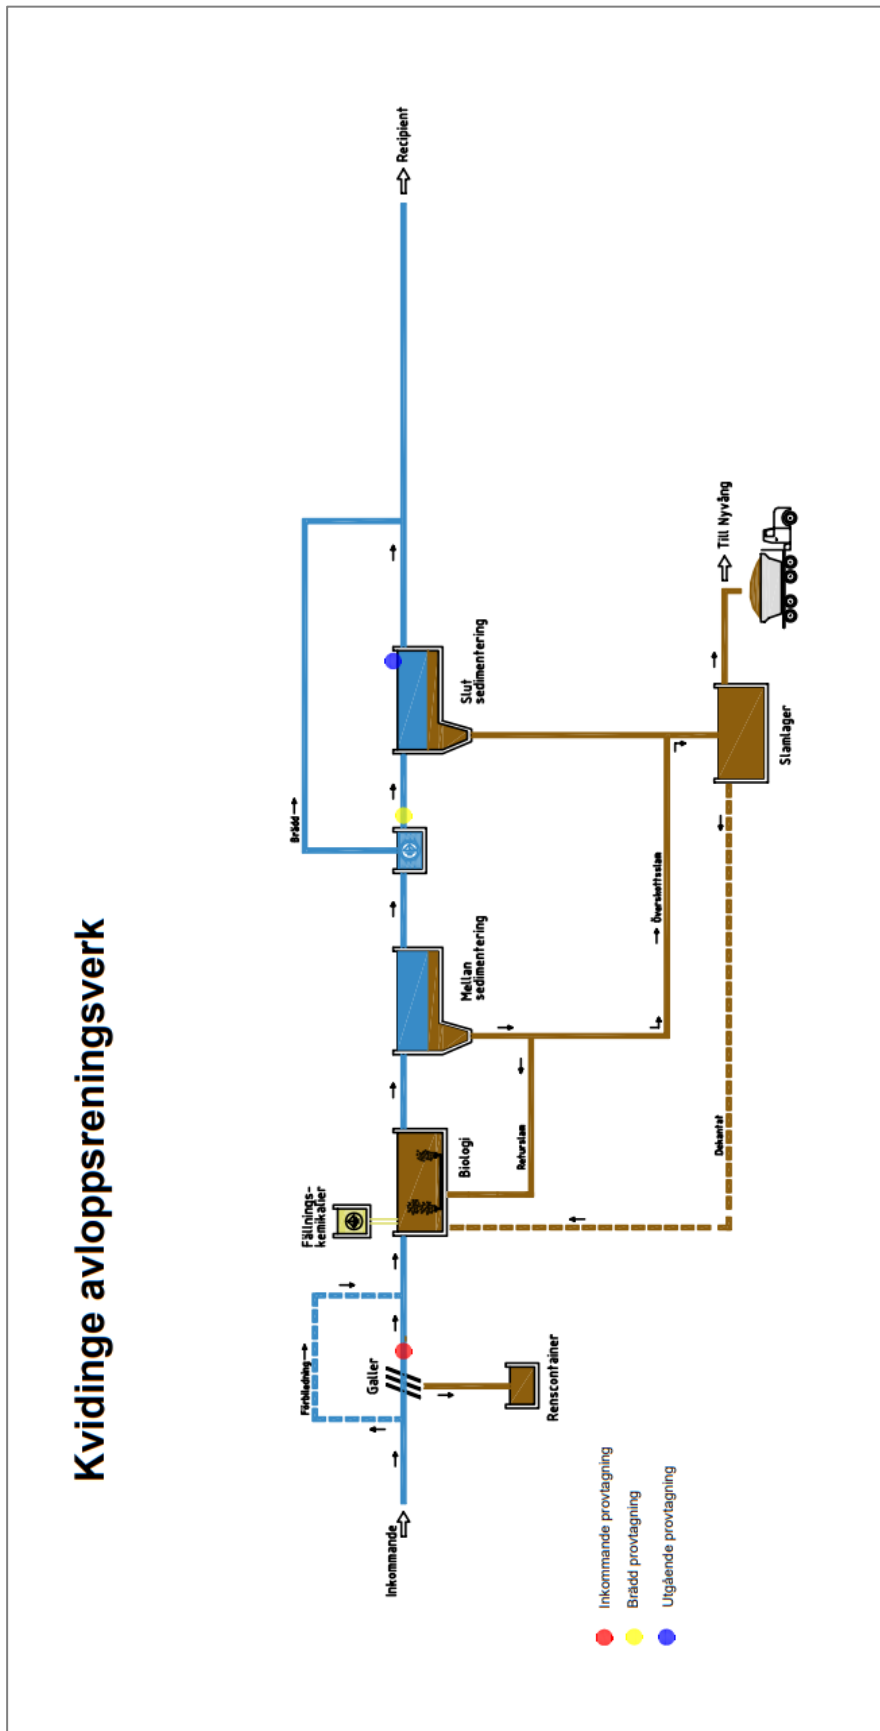 Kvidinge avloppsreningsverk
Inkommande
Förbiledning
Galler
Renscontainer
Fällnings-
kemikalier
Biologi
Returslam
Mellan
sedimentering
Brädd
Slut
sedimentering
Recipient
Överskottsslam
Dekantat
Slamlager
Till Nyvång
Inkommande provtagning
Brädd provtagning
Utgående provtagning